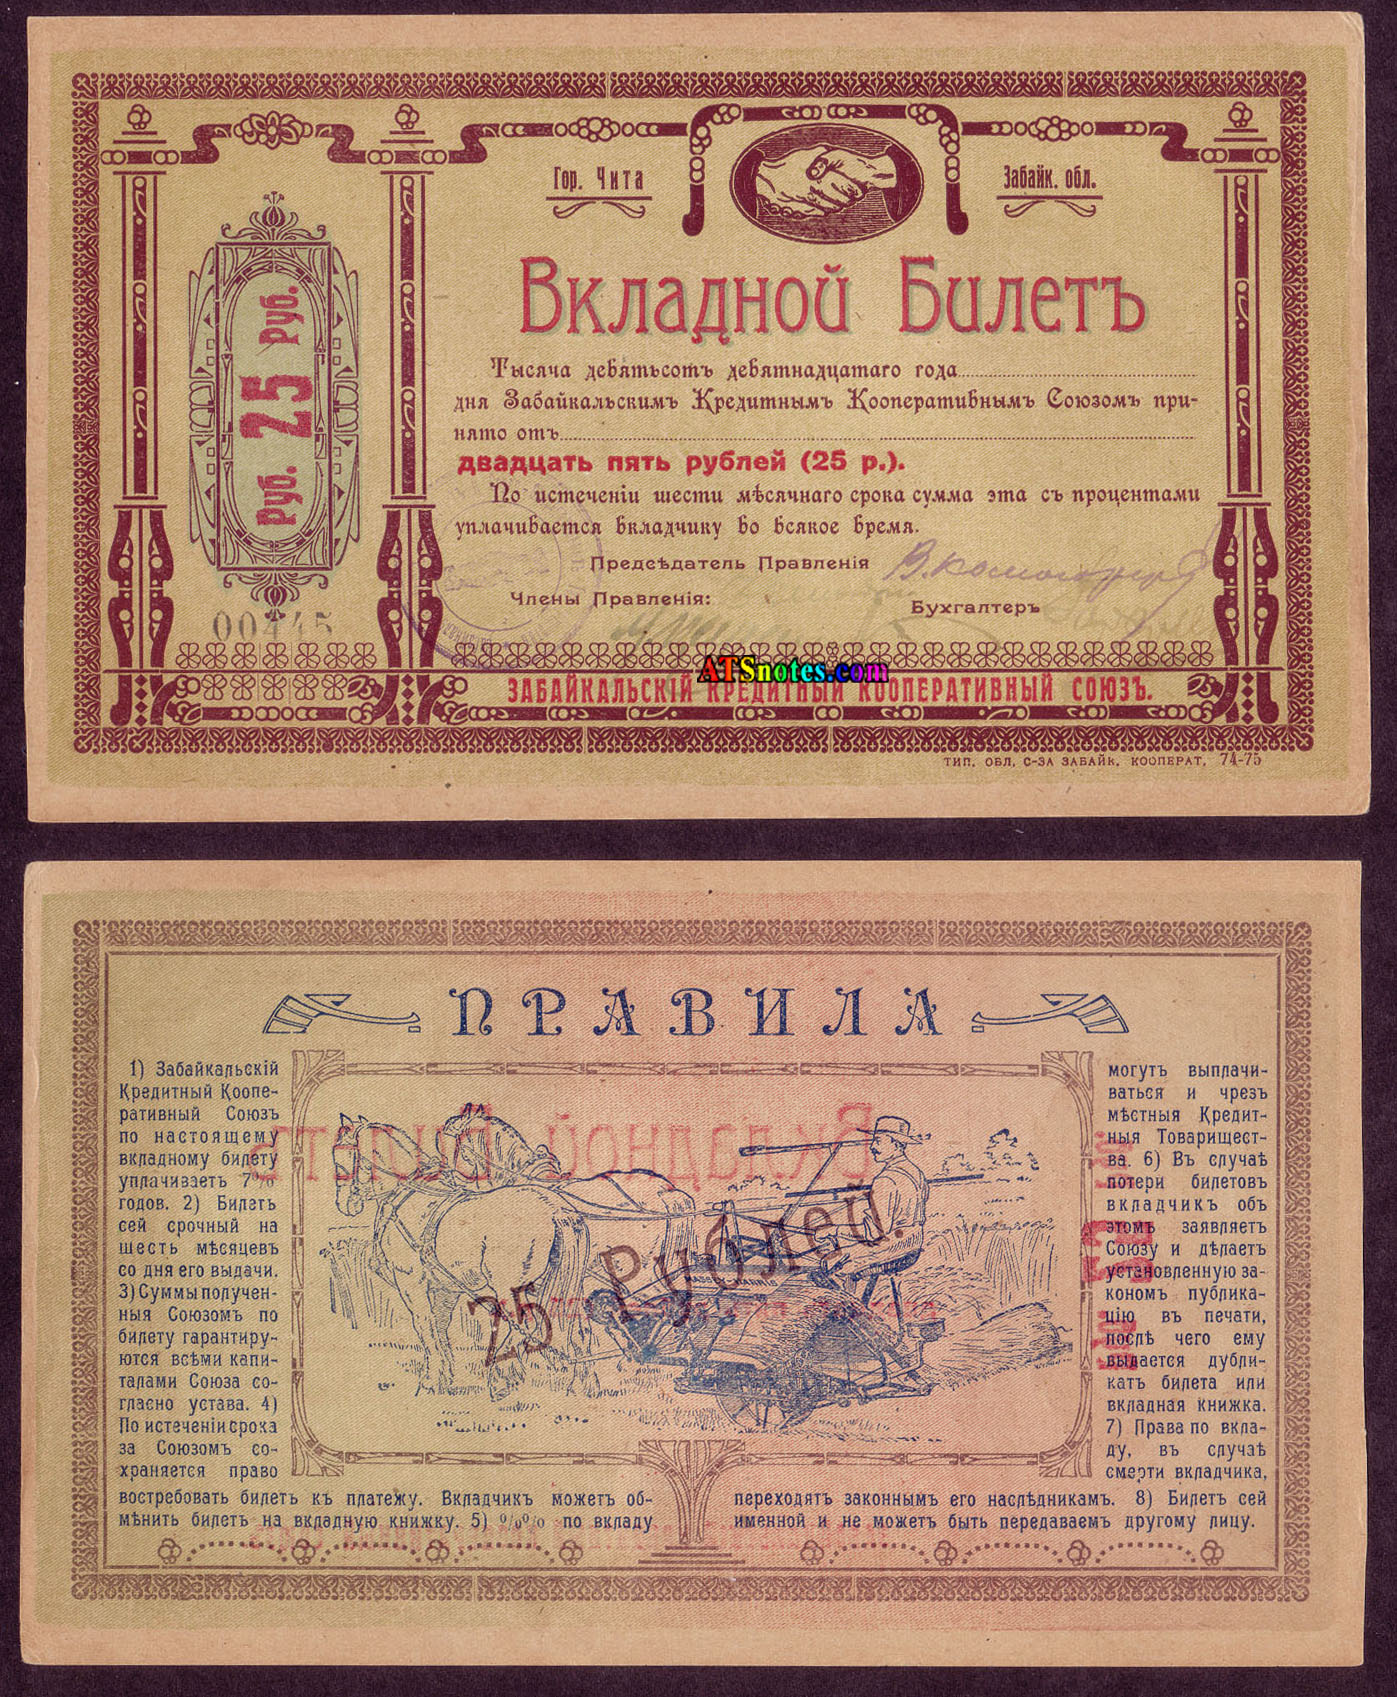 Гор. Чита
Забайк. обл.
Вкладной Билетъ
Руб. 25 Руб.
Тысяча девятьсотъ девятнадцатаго года
дня Забайкальскимъ Кредитнымъ Кооперативнымъ Союзомъ при-
нято отъ
двадцать пять рублей (25 р.).
По истеченіи шести мѣсячнаго срока сумма эта съ процентами
уплачивается вкладчику во всякое время.
Предсѣдатель Правленія
Члены Правленія:
Бухгалтеръ
00445
ATSnotes.com
ЗАБАЙКАЛЬСКІЙ КРЕДИТНЫЙ КООПЕРАТИВНЫЙ СОЮЗЪ.
ТИП. ОБЛ. С-ЗА ЗАБАЙК. КООПЕРАТ. 74-75
ПРАВИЛА
1) Забайкальскій
Кредитный Коопе-
ративный Союзъ
по настоящему
вкладному билету
уплачиваетъ 7%
годов. 2) Билетъ
сей срочный на
шесть мѣсяцевъ
со дня его выдачи.
3) Суммы получен-
ныя Союзомъ по
билету гарантиру-
ются всѣми капи-
талами Союза со-
гласно устава. 4)
По истеченіи срока
за Союзомъ со-
храняется право
востребовать билетъ къ платежу. Вкладчикъ можетъ об-
мѣнить билетъ на вкладную книжку. 5) %% по вкладу
могутъ выплачи-
ваться и чрезъ
мѣстныя Кредит-
ныя Товарищест-
ва. 6) Въ случаѣ
потери билетовъ
вкладчикъ объ
этомъ заявляетъ
Союзу и дѣлаетъ
установленную за-
кономъ публика-
цію въ печати,
послѣ чего ему
выдается дубли-
катъ билета или
вкладная книжка.
7) Права по вкла-
ду, въ случаѣ
смерти вкладчика,
переходятъ законнымъ его наслѣдникамъ. 8) Билетъ сей
именной и не можетъ быть передаваемъ другому лицу.
25 Рублей.